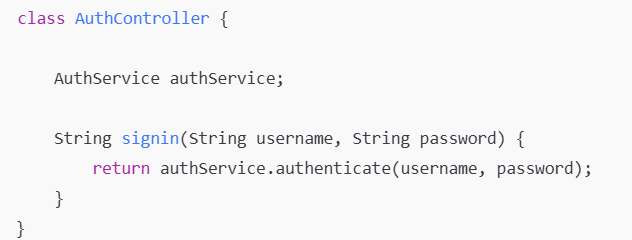 class AuthController {
    AuthService authService;
    String signin(String username, String password) {
        return authService.authenticate(username, password);
    }
}